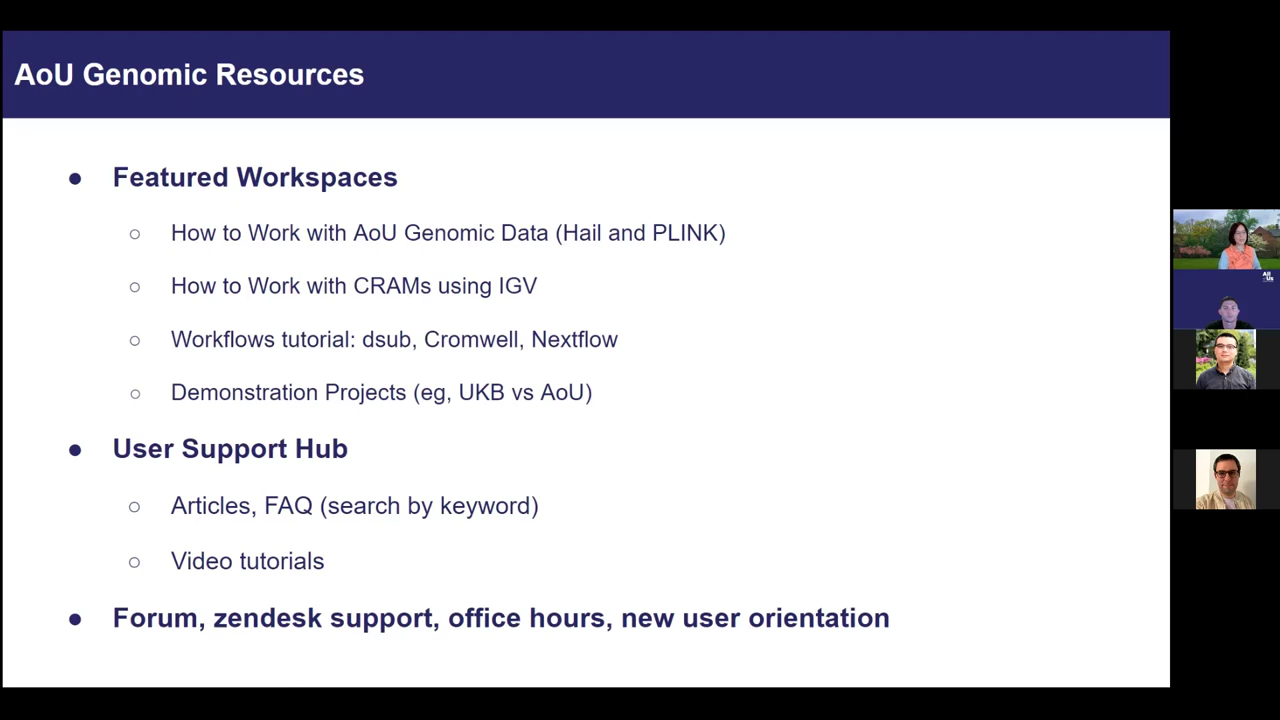 AoU Genomic Resources
● Featured Workspaces
○ How to Work with AoU Genomic Data (Hail and PLINK)
○ How to Work with CRAMs using IGV
○ Workflows tutorial: dsub, Cromwell, Nextflow
○ Demonstration Projects (eg, UKB vs AoU)
● User Support Hub
○ Articles, FAQ (search by keyword)
○ Video tutorials
● Forum, zendesk support, office hours, new user orientation
All
Us